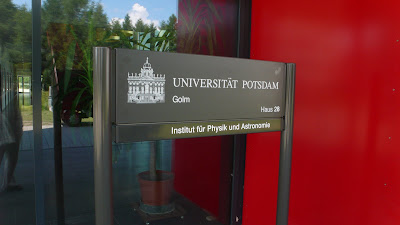 UNIVERSITÄT POTSDAM
Golm
Haus 28
Institut für Physik und Astronomie